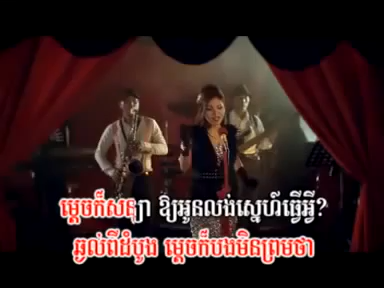 ម្ដេចក៏សន្យា ឱ្យអូនលង់ស្នេហ៍ធ្វើអ្វី?
ឆ្ងល់ពីដំបូង ម្ដេចក៏បងមិនព្រមថា